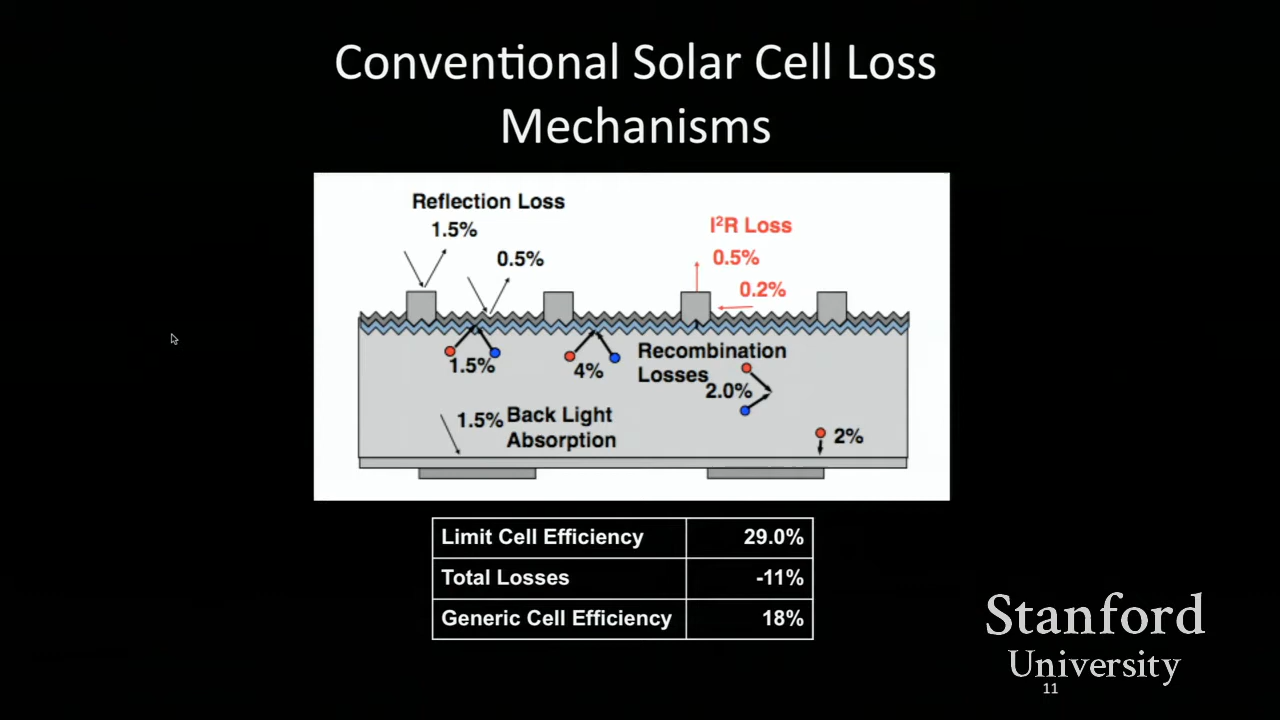 Conventional Solar Cell Loss
Mechanisms
Reflection Loss
1.5%
0.5%
I²R Loss
0.5%
0.2%
1.5%
4%
Recombination
Losses
2.0%
1.5%
Back Light
Absorption
2%
Limit Cell Efficiency 29.0%
Total Losses -11%
Generic Cell Efficiency 18%
Stanford
University
11